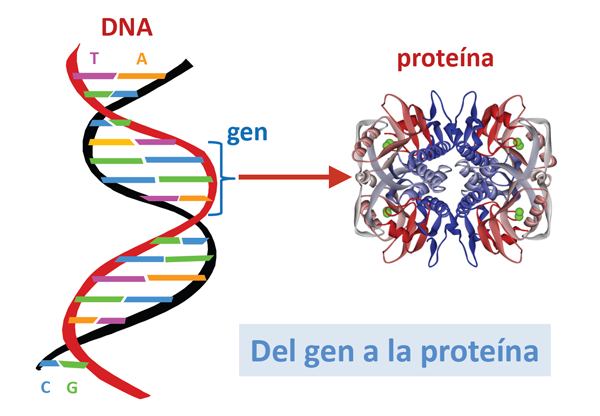 DNA
T A
proteína
gen
Del gen a la proteína
C G